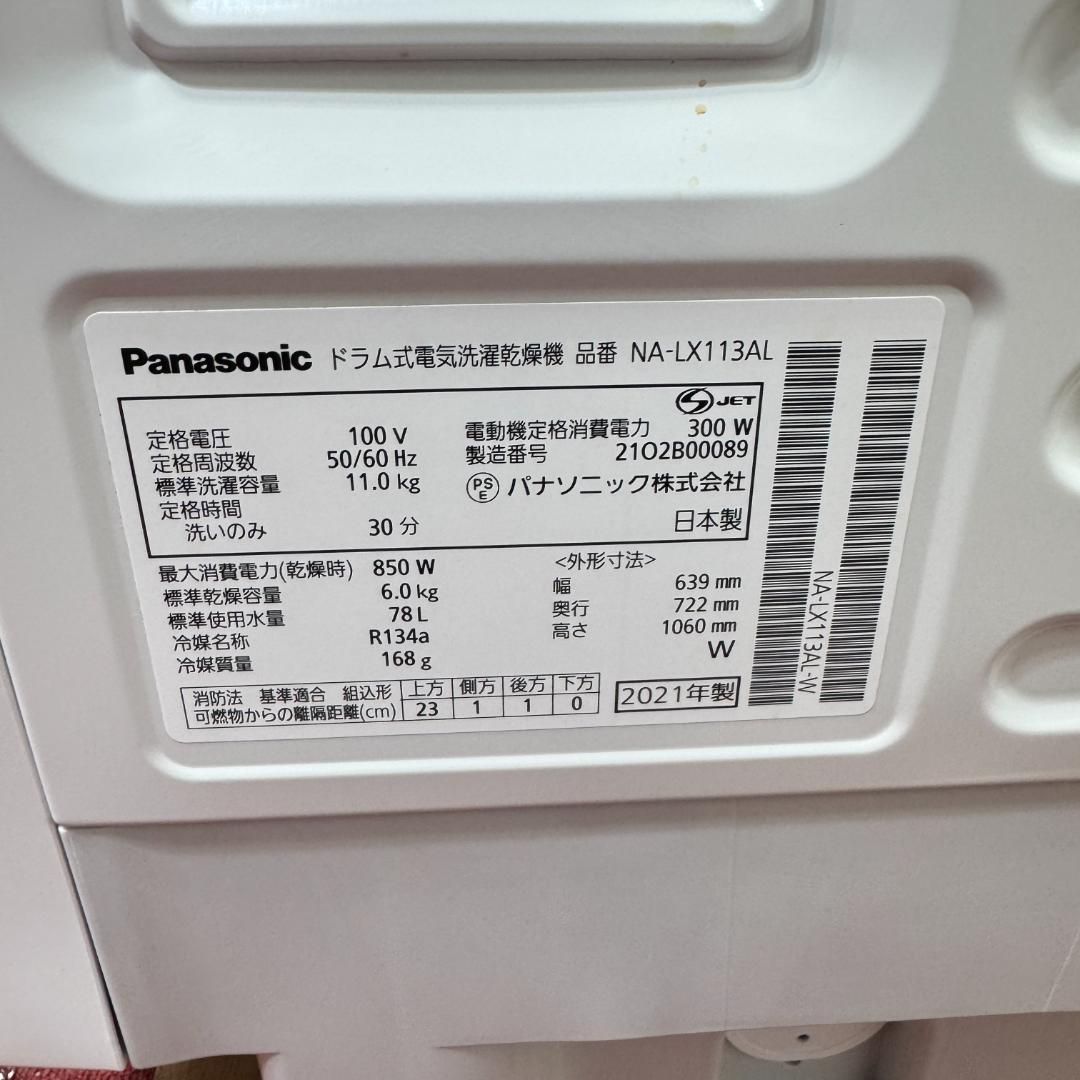 Panasonic ドラム式電気洗濯乾燥機 品番 NA-LX113AL
S JET
定格電圧 100 V
定格周波数 50/60 Hz
標準洗濯容量 11.0 kg
定格時間
洗いのみ 30 分
電動機定格消費電力 300 W
製造番号 21O2B00089
PS E パナソニック株式会社
日本製
最大消費電力(乾燥時) 850 W
標準乾燥容量 6.0 kg
標準使用水量 78 L
冷媒名称 R134a
冷媒質量 168 g
<外形寸法>
幅 639 mm
奥行 722 mm
高さ 1060 mm
W
消防法 基準適合 組込形 上方 側方 後方 下方
可燃物からの離隔距離(cm) 23 1 1 0
2021年製
NA-LX113AL-W